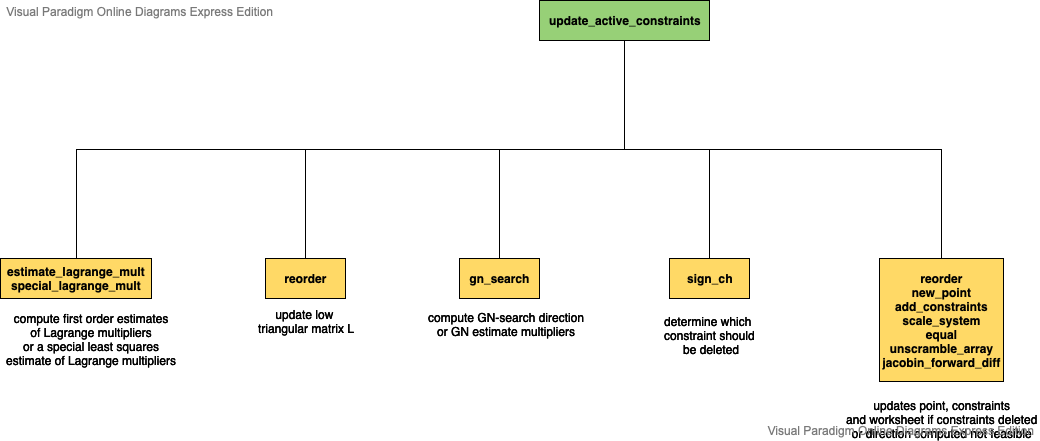 Visual Paradigm Online Diagrams Express Edition
update_active_constraints
estimate_lagrange_mult
special_lagrange_mult
compute first order estimates
of Lagrange multipliers
or a special least squares
estimate of Lagrange multipliers
reorder
update low
triangular matrix L
gn_search
compute GN-search direction
or GN estimate multipliers
sign_ch
determine which
constraint should
be deleted
reorder
new_point
add_constraints
scale_system
equal
unscramble_array
jacobin_forward_diff
updates point, constraints
and worksheet if constraints deleted
or direction computed not feasible
Visual Paradigm Online Diagrams Express Edition